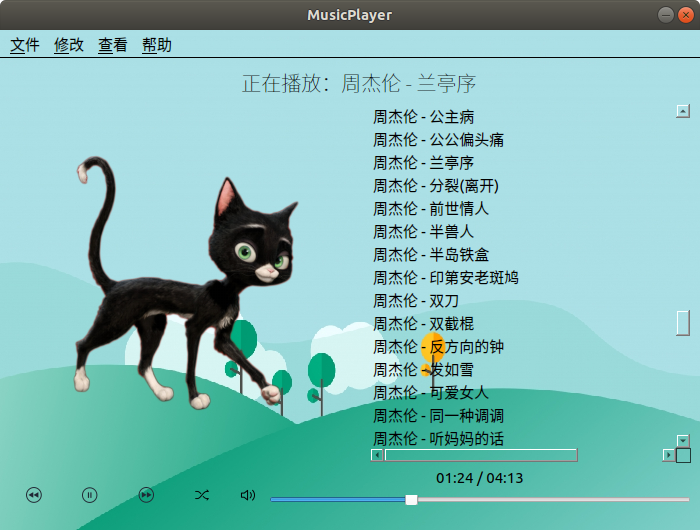 MusicPlayer
文件 修改 查看 帮助
正在播放：周杰伦 - 兰亭序
周杰伦 - 公主病
周杰伦 - 公公偏头痛
周杰伦 - 兰亭序
周杰伦 - 分裂(离开)
周杰伦 - 前世情人
周杰伦 - 半兽人
周杰伦 - 半岛铁盒
周杰伦 - 印第安老斑鸠
周杰伦 - 双刀
周杰伦 - 双截棍
周杰伦 - 反方向的钟
周杰伦 - 发如雪
周杰伦 - 可爱女人
周杰伦 - 同一种调调
周杰伦 - 听妈妈的话
01:24 / 04:13